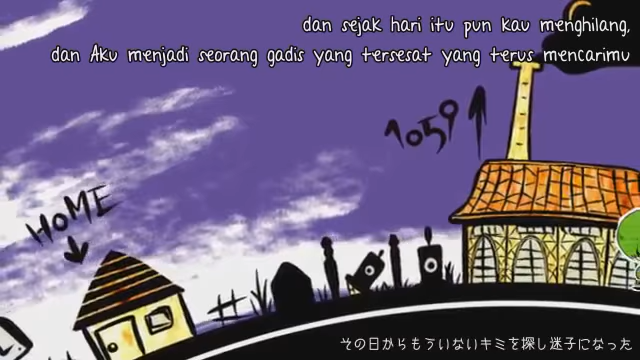 dan sejak hari itu pun kau menghilang,
dan Aku menjadi seorang gadis yang tersesat yang terus mencarimu
1059
HOME
その日からもういないキミを探し迷子になった